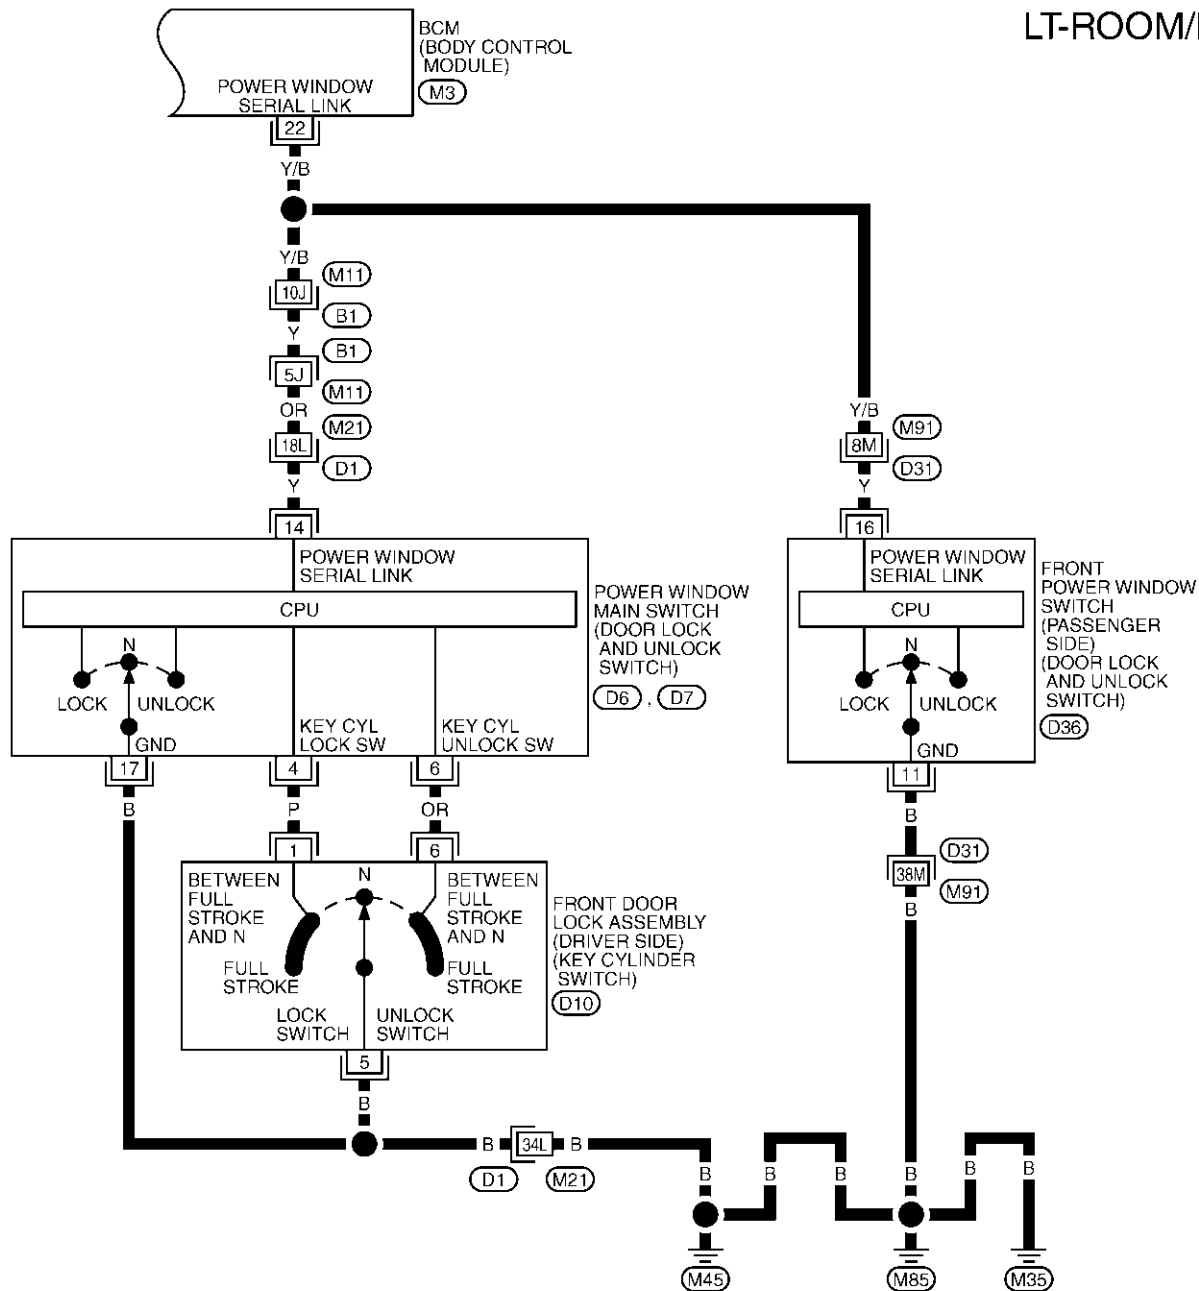 LT-ROOM/
BCM
(BODY CONTROL
MODULE)
M3
POWER WINDOW
SERIAL LINK
22
Y/B
Y/B
M11
10J
B1
Y
B1
5J
M11
OR
M21
18L
D1
Y
14
Y/B
M91
8M
D31
Y
16
POWER WINDOW
SERIAL LINK
CPU
N
LOCK
UNLOCK
GND
KEY CYL
LOCK SW
KEY CYL
UNLOCK SW
POWER WINDOW
MAIN SWITCH
(DOOR LOCK
AND UNLOCK
SWITCH)
D6 , D7
POWER WINDOW
SERIAL LINK
CPU
N
LOCK
UNLOCK
GND
FRONT
POWER WINDOW
SWITCH
(PASSENGER
SIDE)
(DOOR LOCK
AND UNLOCK
SWITCH)
D36
17
4
6
11
B
P
OR
B
1
6
D31
38M
M91
B
BETWEEN
FULL
STROKE
AND N
N
BETWEEN
FULL
STROKE
AND N
FULL
STROKE
FULL
STROKE
LOCK
SWITCH
UNLOCK
SWITCH
FRONT DOOR
LOCK ASSEMBLY
(DRIVER SIDE)
(KEY CYLINDER
SWITCH)
D10
5
B
B
34L
B
D1
M21
B
B
B
B
B
B
M45
M85
M35